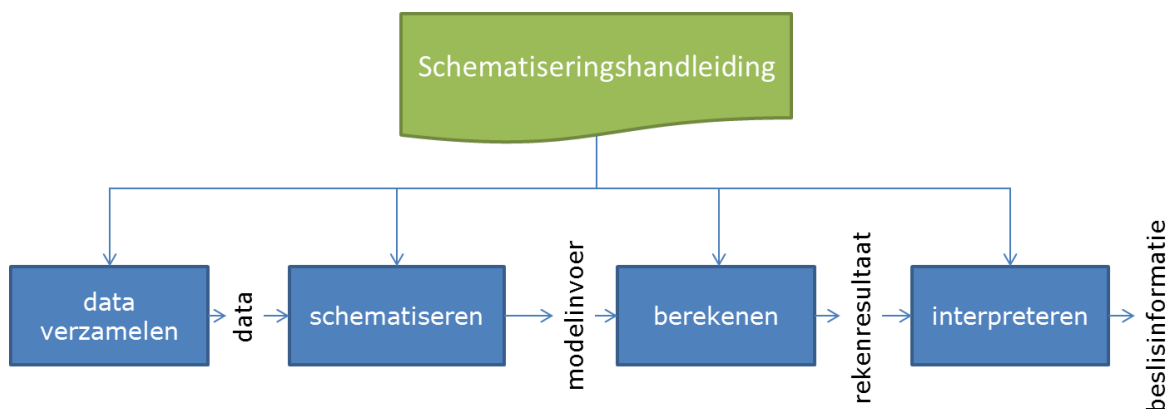 Schematiseringshandleiding
data
verzamelen
data
schematiseren
modelinvoer
berekenen
rekenresultaat
interpreteren
beslisinformatie